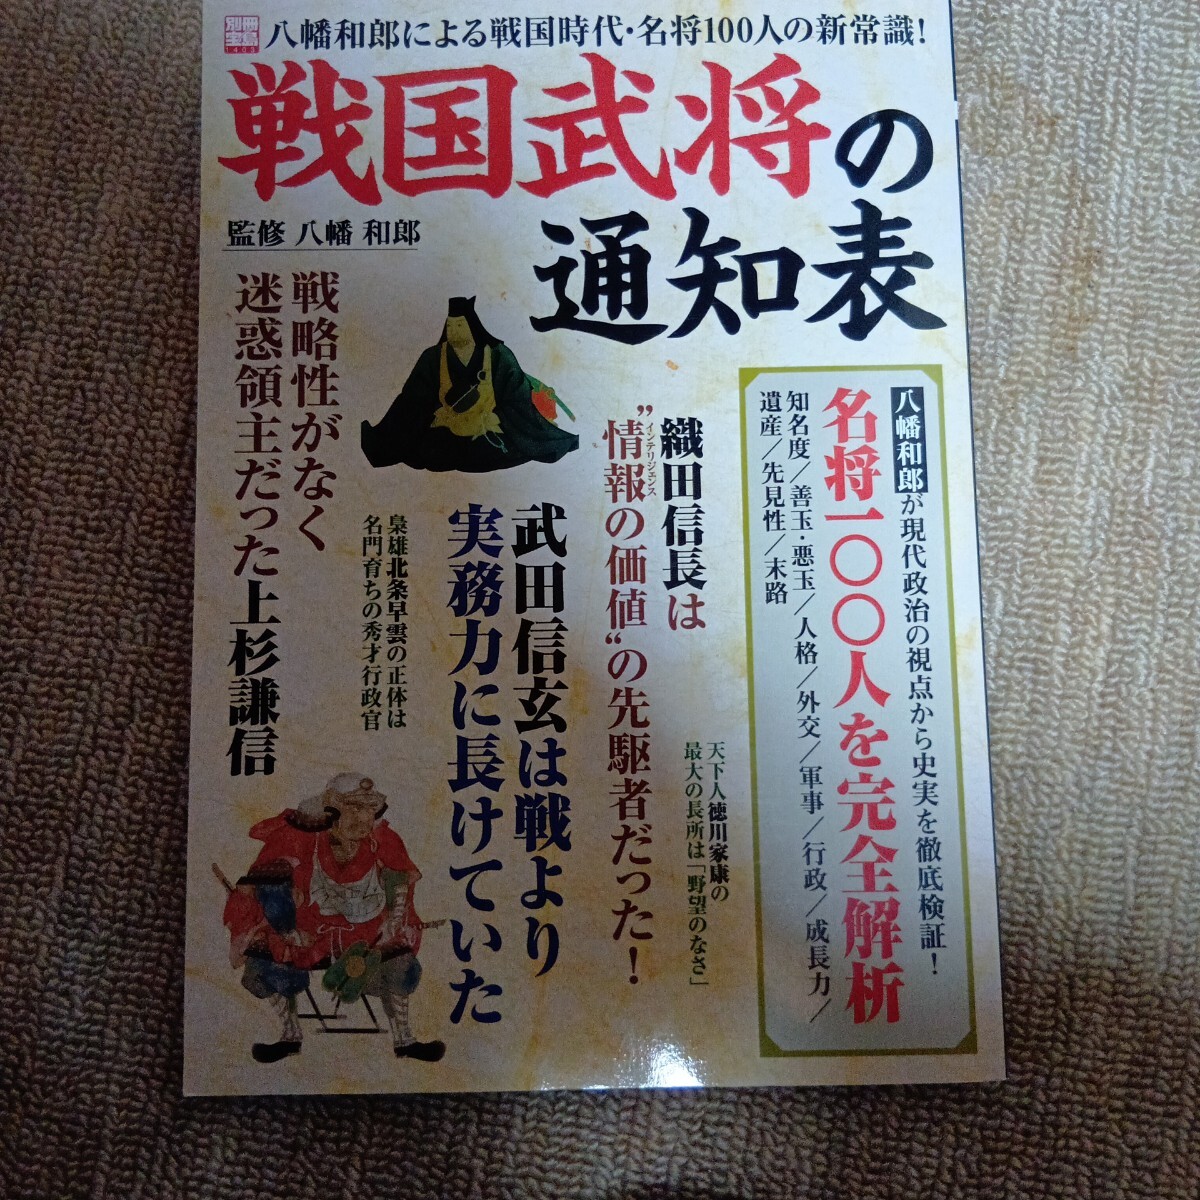 別冊
宝島
1403
八幡和郎による戦国時代・名将100人の新常識!
戦国武将の
通知表
監修 八幡 和郎
八幡和郎が現代政治の視点から史実を徹底検証!
名将一〇〇人を完全解析
知名度/善玉・悪玉/人格/外交/軍事/行政/成長力/
遺産/先見性/末路
天下人徳川家康の
最大の長所は「野望のなさ」
織田信長は
インテリジェンス
”情報の価値“の先駆者だった!
武田信玄は戦より
実務力に長けていた
梟雄北条早雲の正体は
名門育ちの秀才行政官
戦略性がなく
迷惑領主だった上杉謙信